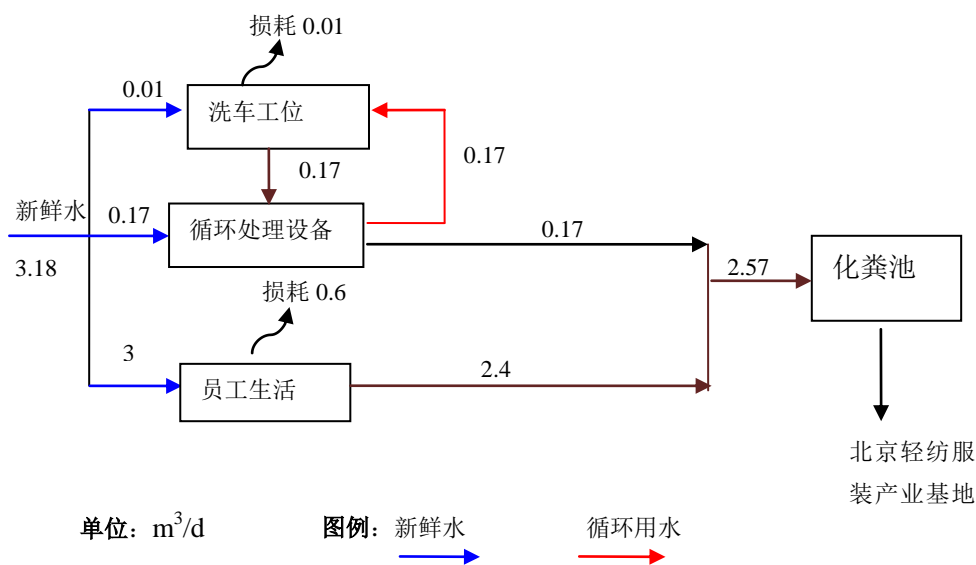 损耗 0.01
0.01
洗车工位
0.17
0.17
新鲜水
0.17
循环处理设备
0.17
3.18
2.57
化粪池
损耗 0.6
3
员工生活
2.4
北京轻纺服
装产业基地
单位：m³/d
图例：新鲜水
循环用水